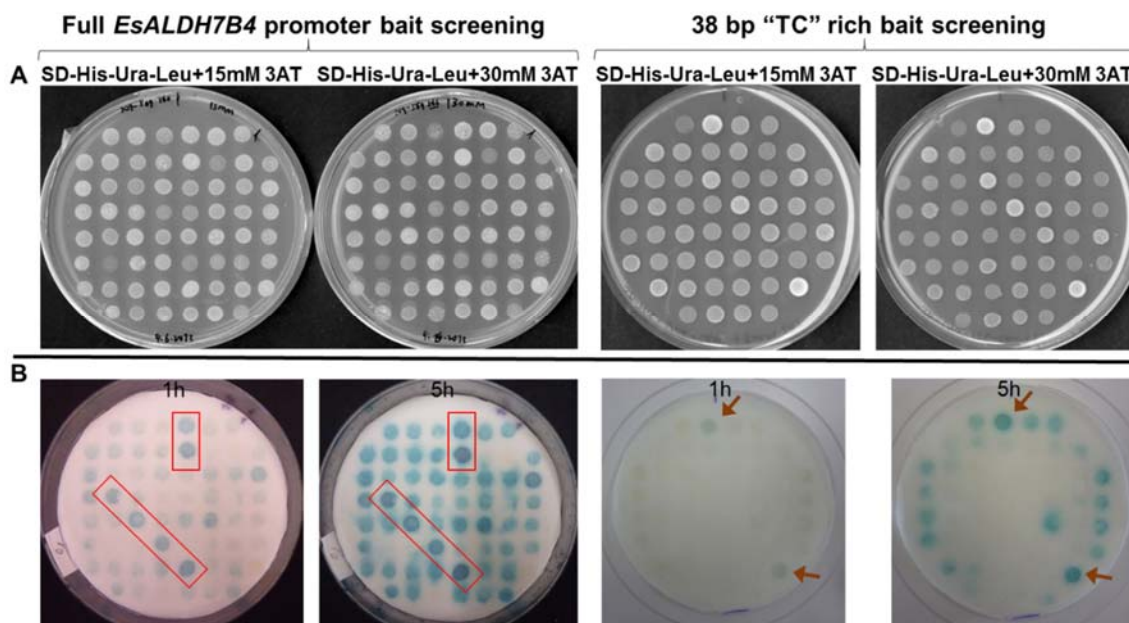 Full EsALDH7B4 promoter bait screening
38 bp “TC” rich bait screening
A
SD-His-Ura-Leu+15mM 3AT
SD-His-Ura-Leu+30mM 3AT
SD-His-Ura-Leu+15mM 3AT
SD-His-Ura-Leu+30mM 3AT
B
1h
5h
1h
5h